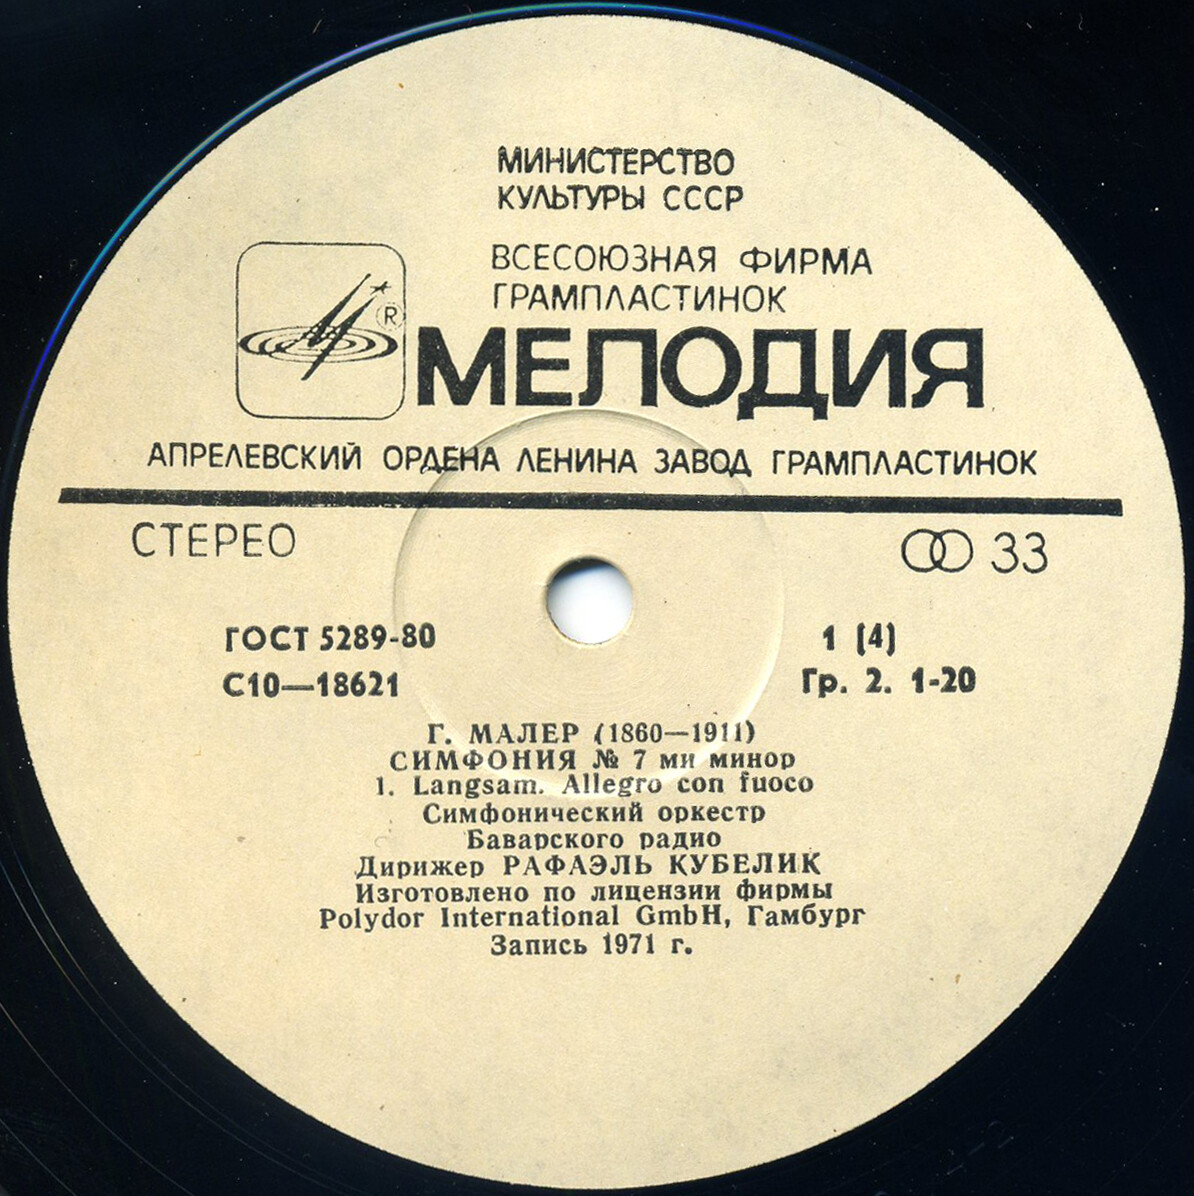 МИНИСТЕРСТВО
КУЛЬТУРЫ СССР
ВСЕСОЮЗНАЯ ФИРМА
ГРАМПЛАСТИНОК
®
МЕЛОДИЯ
АПРЕЛЕВСКИЙ ОРДЕНА ЛЕНИНА ЗАВОД ГРАМПЛАСТИНОК
СТЕРЕО 33
ГОСТ 5289-80 1 (4)
С10—18621 Гр. 2. 1-20
Г. МАЛЕР (1860—1911)
СИМФОНИЯ № 7 ми минор
1. Langsam. Allegro con fuoco
Симфонический оркестр
Баварского радио
Дирижер РАФАЭЛЬ КУБЕЛИК
Изготовлено по лицензии фирмы
Polydor International GmbH, Гамбург
Запись 1971 г.